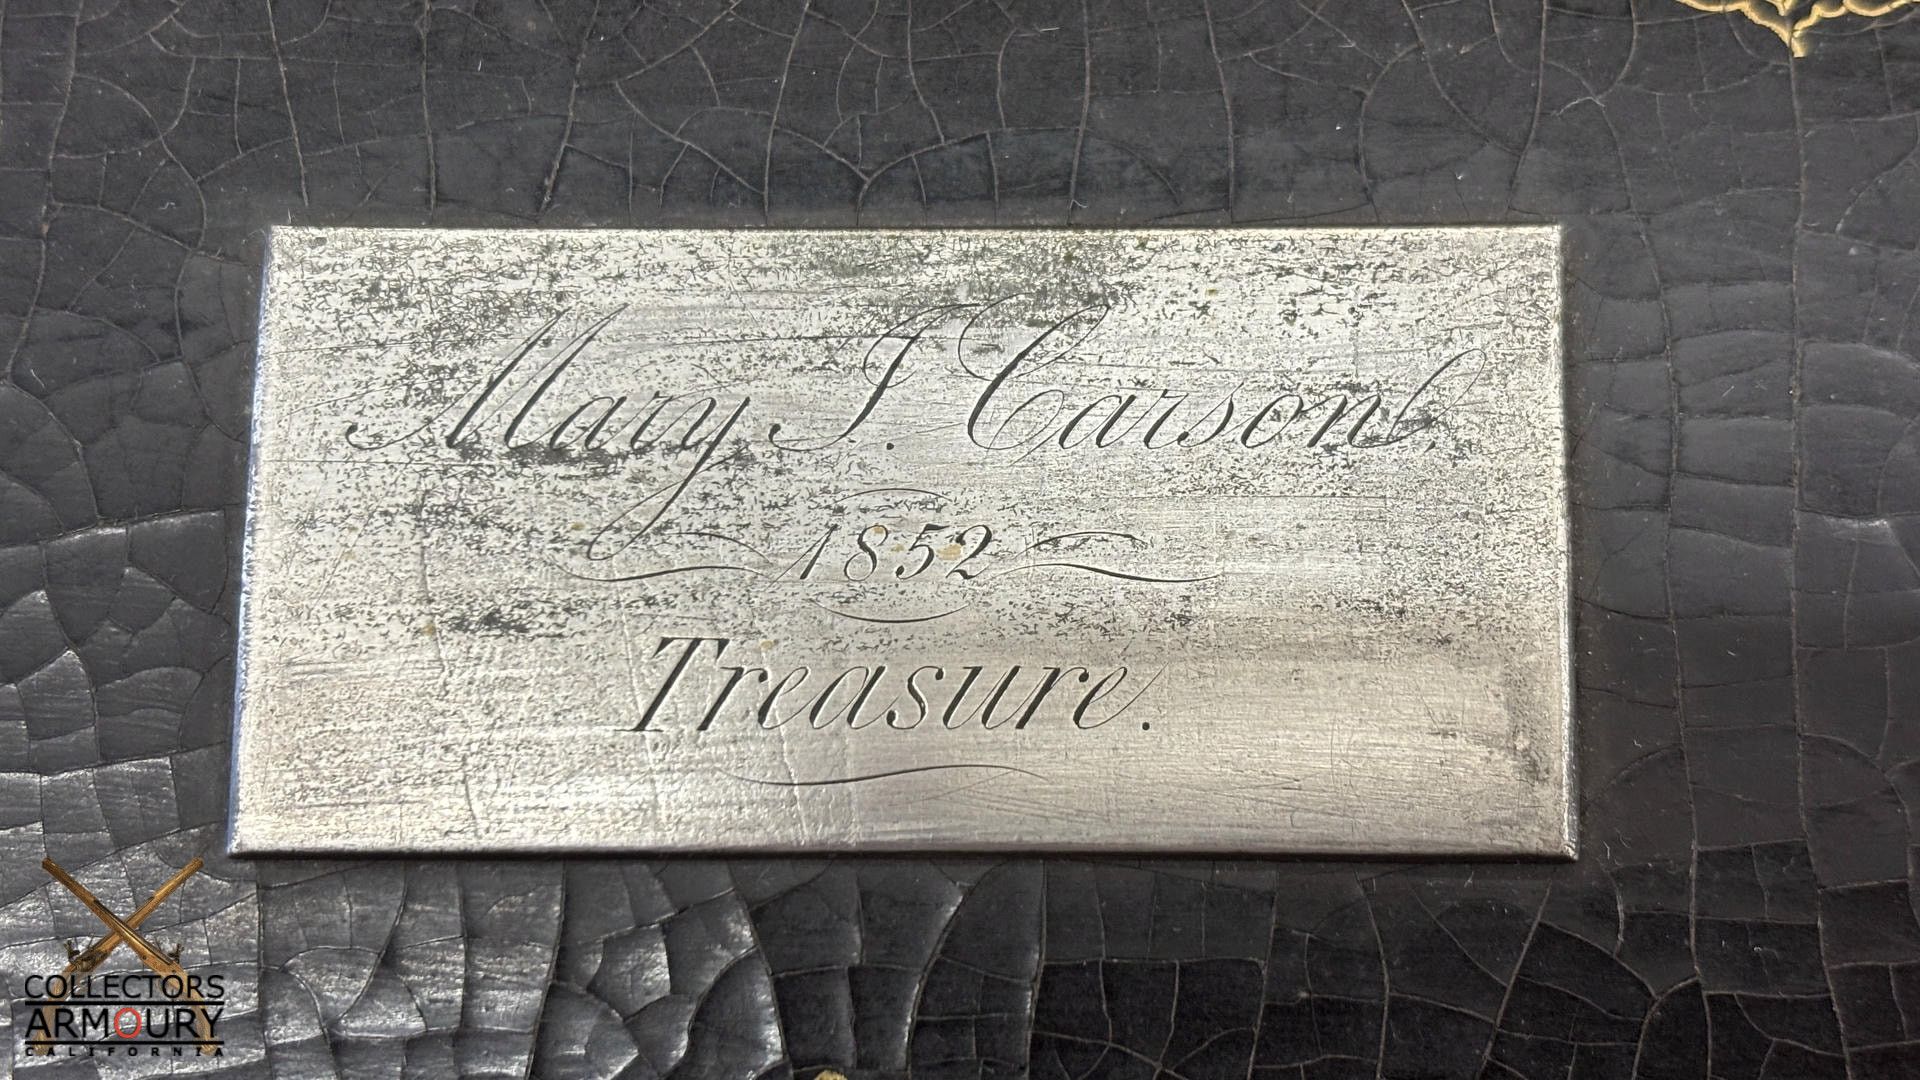 Mary J. Carson.
1852
Treasure.
COLLECTORS
ARMOURY
CALIFORNIA